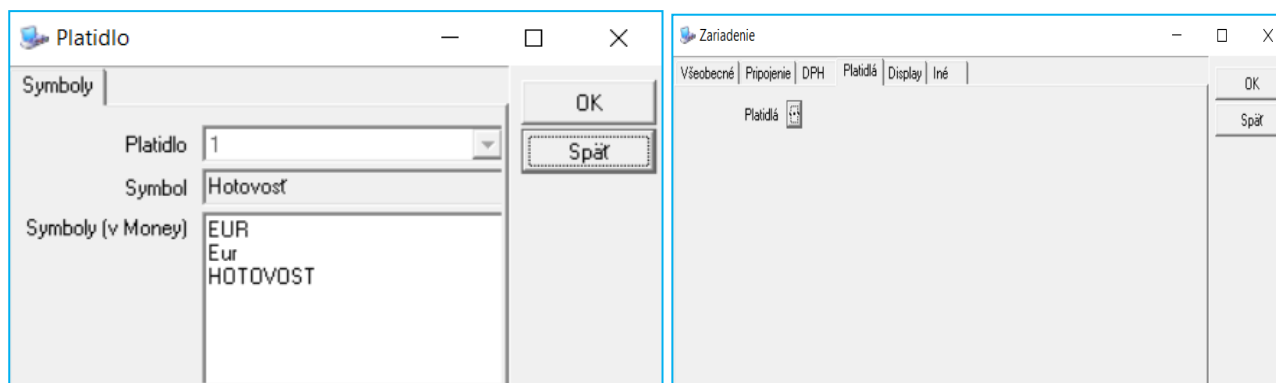 Platidlo
Symboly
OK
Späť
Platidlo 1
Symbol Hotovosť
Symboly (v Money) EUR
Eur
HOTOVOST
Zariadenie
Všeobecné Pripojenie DPH Platidlá Display Iné
OK
Späť
Platidlá